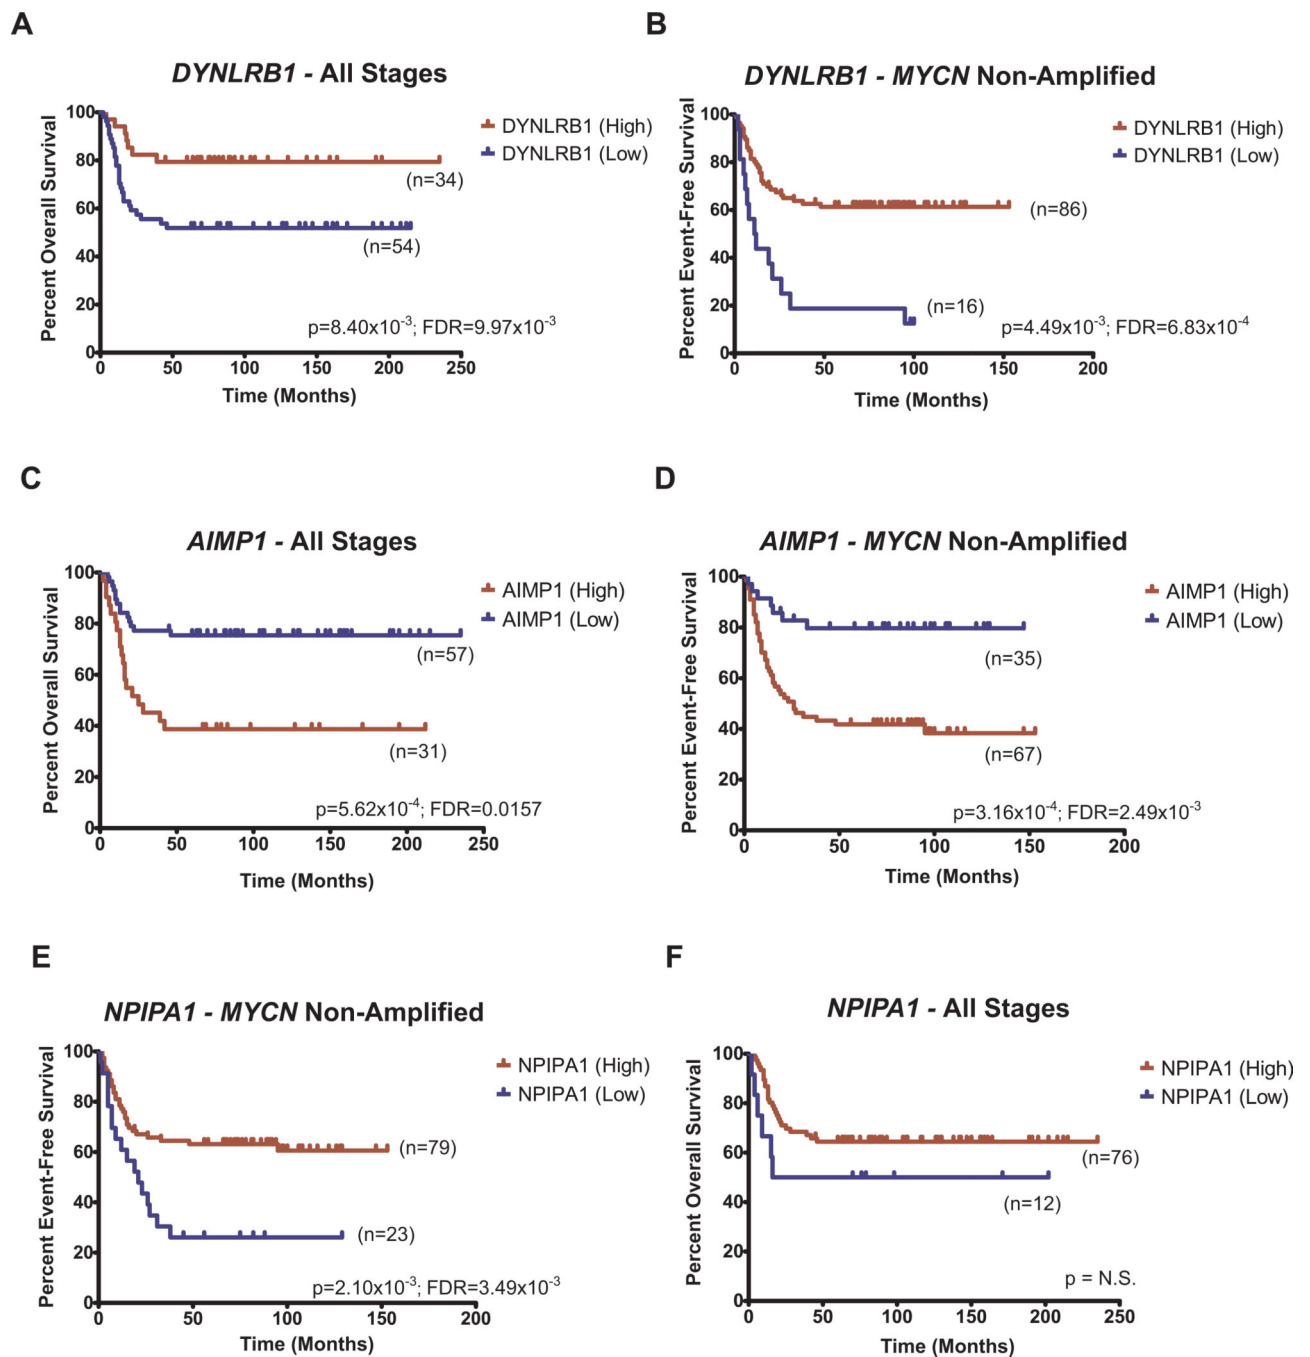 A
DYNLRB1 - All Stages
DYNLRB1 (High)
DYNLRB1 (Low)
Percent Overall Survival
100
80
60
40
20
0
(n=34)
(n=54)
p=8.40x10⁻³; FDR=9.97x10⁻³
0 50 100 150 200 250
Time (Months)
B
DYNLRB1 - MYCN Non-Amplified
DYNLRB1 (High)
DYNLRB1 (Low)
Percent Event-Free Survival
100
80
60
40
20
0
(n=86)
(n=16)
p=4.49x10⁻³; FDR=6.83x10⁻⁴
0 50 100 150 200
Time (Months)
C
AIMP1 - All Stages
AIMP1 (High)
AIMP1 (Low)
Percent Overall Survival
100
80
60
40
20
0
(n=57)
(n=31)
p=5.62x10⁻⁴; FDR=0.0157
0 50 100 150 200 250
Time (Months)
D
AIMP1 - MYCN Non-Amplified
AIMP1 (High)
AIMP1 (Low)
Percent Event-Free Survival
100
80
60
40
20
0
(n=35)
(n=67)
p=3.16x10⁻⁴; FDR=2.49x10⁻³
0 50 100 150 200
Time (Months)
E
NPIPA1 - MYCN Non-Amplified
NPIPA1 (High)
NPIPA1 (Low)
Percent Event-Free Survival
100
80
60
40
20
0
(n=79)
(n=23)
p=2.10x10⁻³; FDR=3.49x10⁻³
0 50 100 150 200
Time (Months)
F
NPIPA1 - All Stages
NPIPA1 (High)
NPIPA1 (Low)
Percent Overall Survival
100
80
60
40
20
0
(n=76)
(n=12)
p = N.S.
0 50 100 150 200 250
Time (Months)